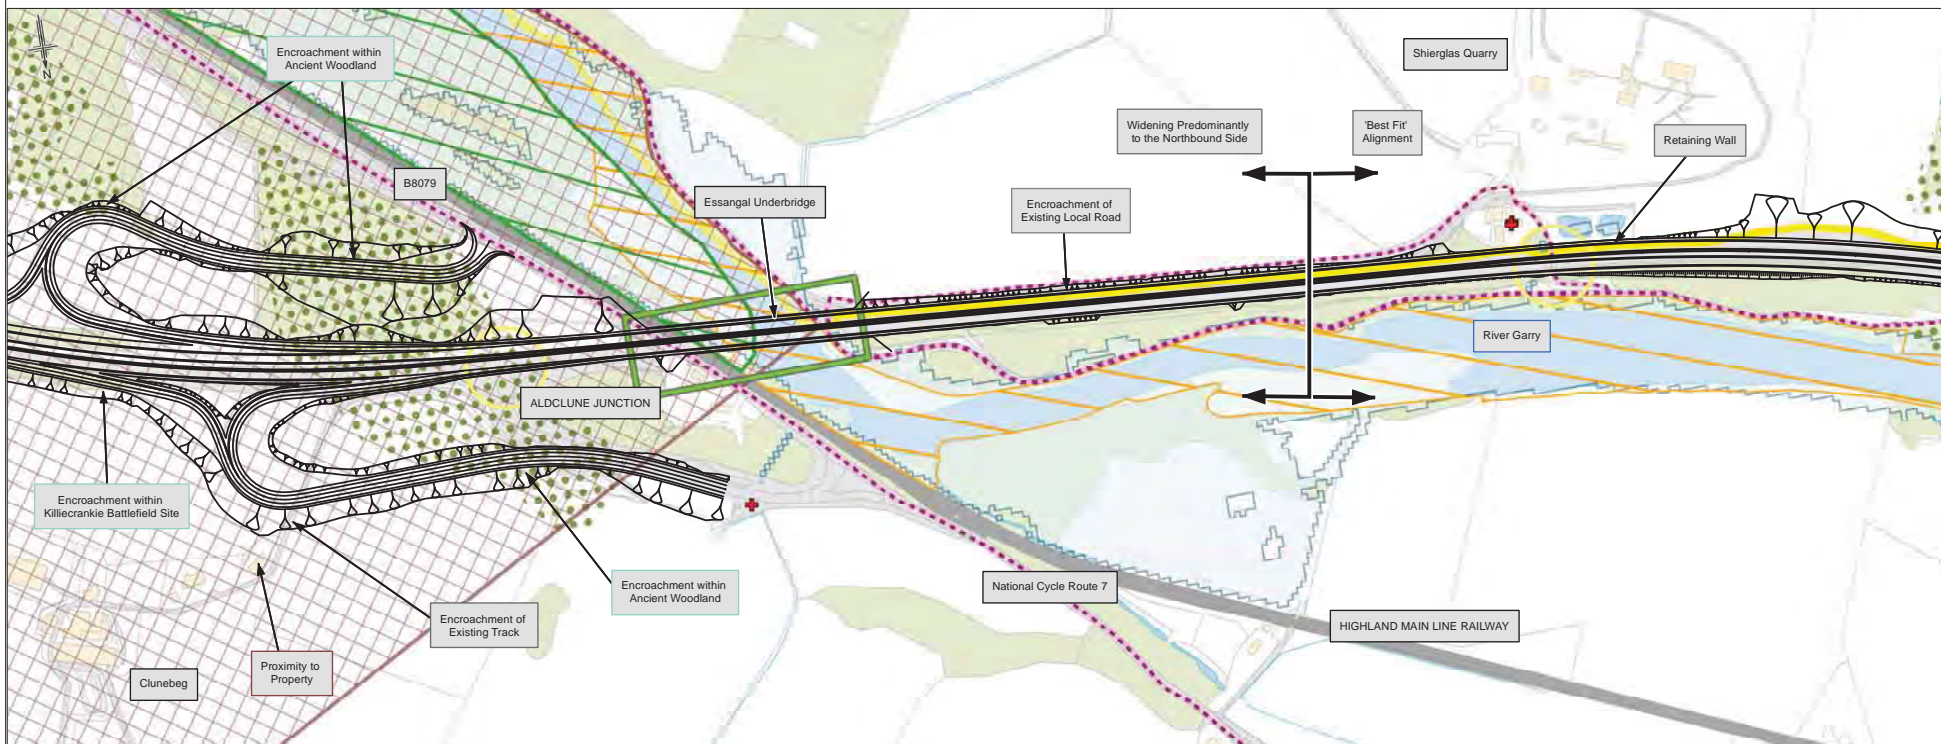 Encroachment within
Ancient Woodland
N
B8079
Essangal Underbridge
Encroachment of
Existing Local Road
Widening Predominantly
to the Northbound Side
'Best Fit'
Alignment
Shierglas Quarry
Retaining Wall
River Garry
ALDCLUNE JUNCTION
Encroachment within
Killiecrankie Battlefield Site
Encroachment of
Existing Track
Encroachment within
Ancient Woodland
National Cycle Route 7
HIGHLAND MAIN LINE RAILWAY
Proximity to
Property
Clunebeg